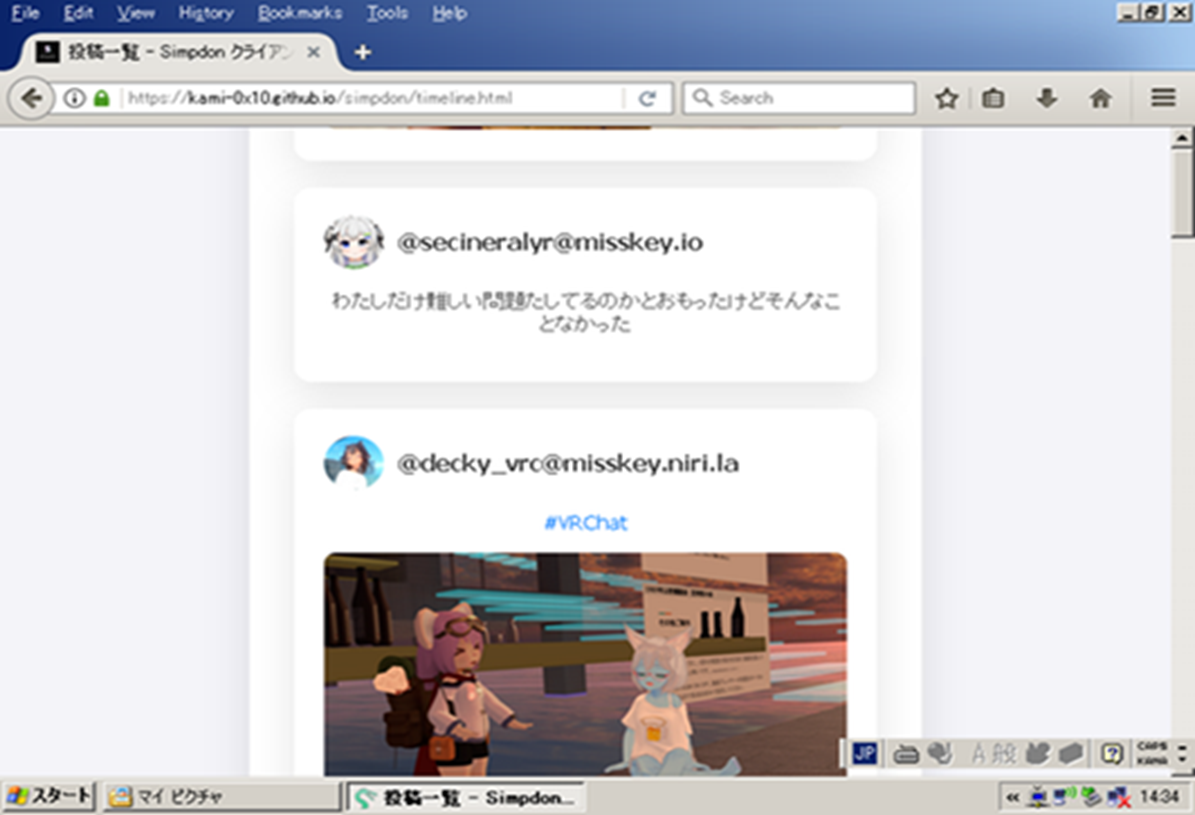 File Edit View History Bookmarks Tools Help
投稿一覧 - Simpdon クライアン
https://kami-0x10.github.io/simpdon/timeline.html
Search
@secineralyr@misskey.io
わたしだけ難しい問題たしてるのかとおもったけどそんなこ
となかった
@decky_vrc@misskey.niri.la
#VRChat
JP
A 般
CAPS
KANA
スタート
マイ ピクチャ
投稿一覧 - Simpdon...
14:34